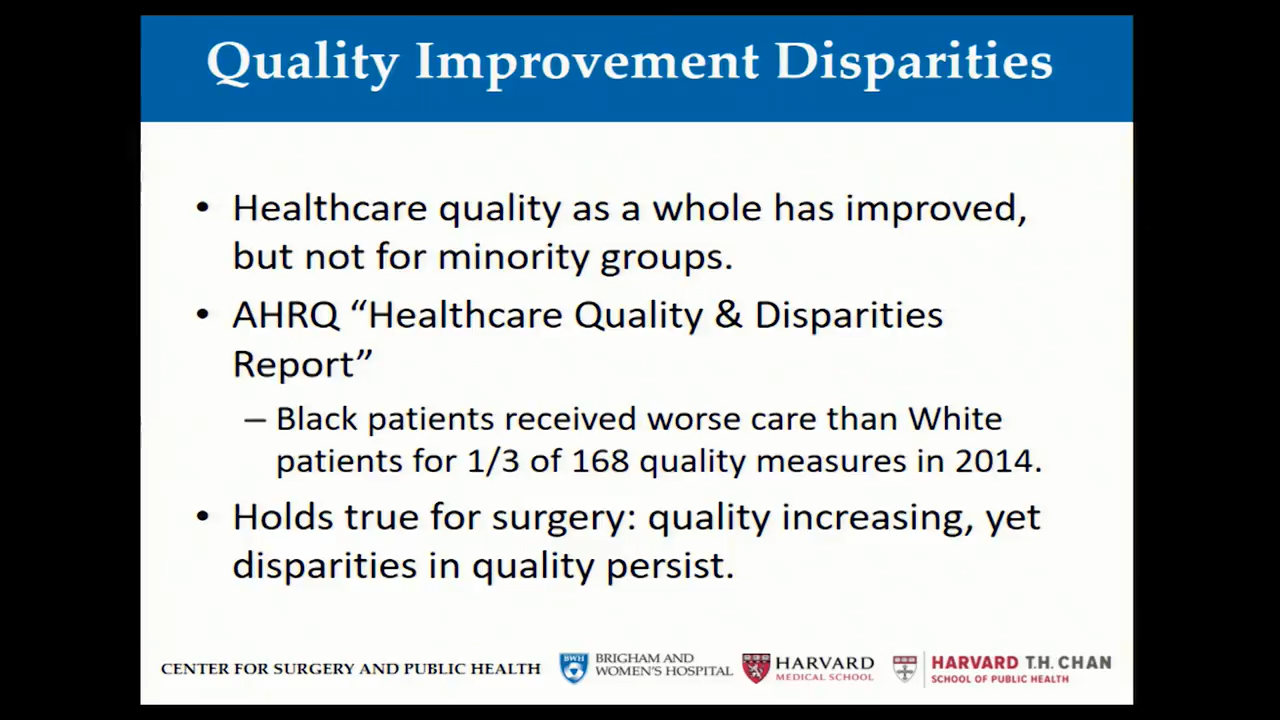 Quality Improvement Disparities
• Healthcare quality as a whole has improved,
but not for minority groups.
• AHRQ “Healthcare Quality & Disparities
Report”
– Black patients received worse care than White
patients for 1/3 of 168 quality measures in 2014.
• Holds true for surgery: quality increasing, yet
disparities in quality persist.
CENTER FOR SURGERY AND PUBLIC HEALTH
BWH
BRIGHAM AND
WOMEN'S HOSPITAL
HARVARD
MEDICAL SCHOOL
HARVARD T.H. CHAN
SCHOOL OF PUBLIC HEALTH